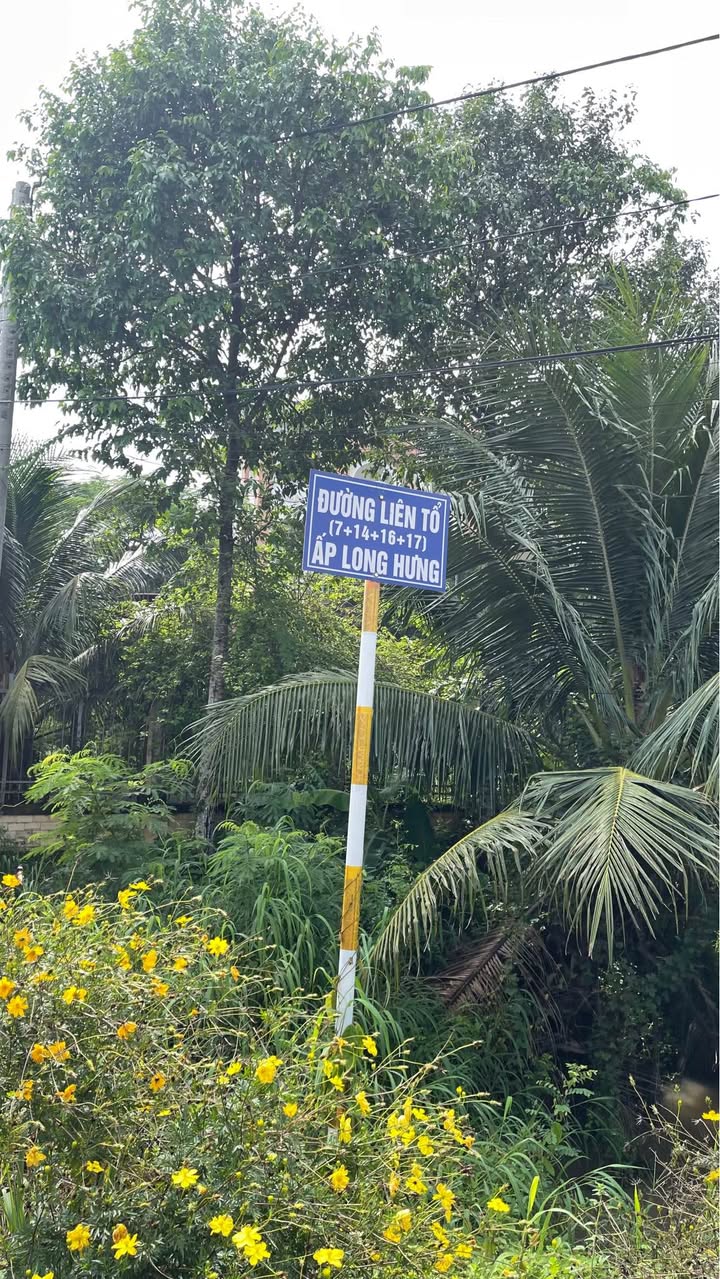 ĐƯỜNG LIÊN TỔ
(7+14+16+17)
ẤP LONG HƯNG